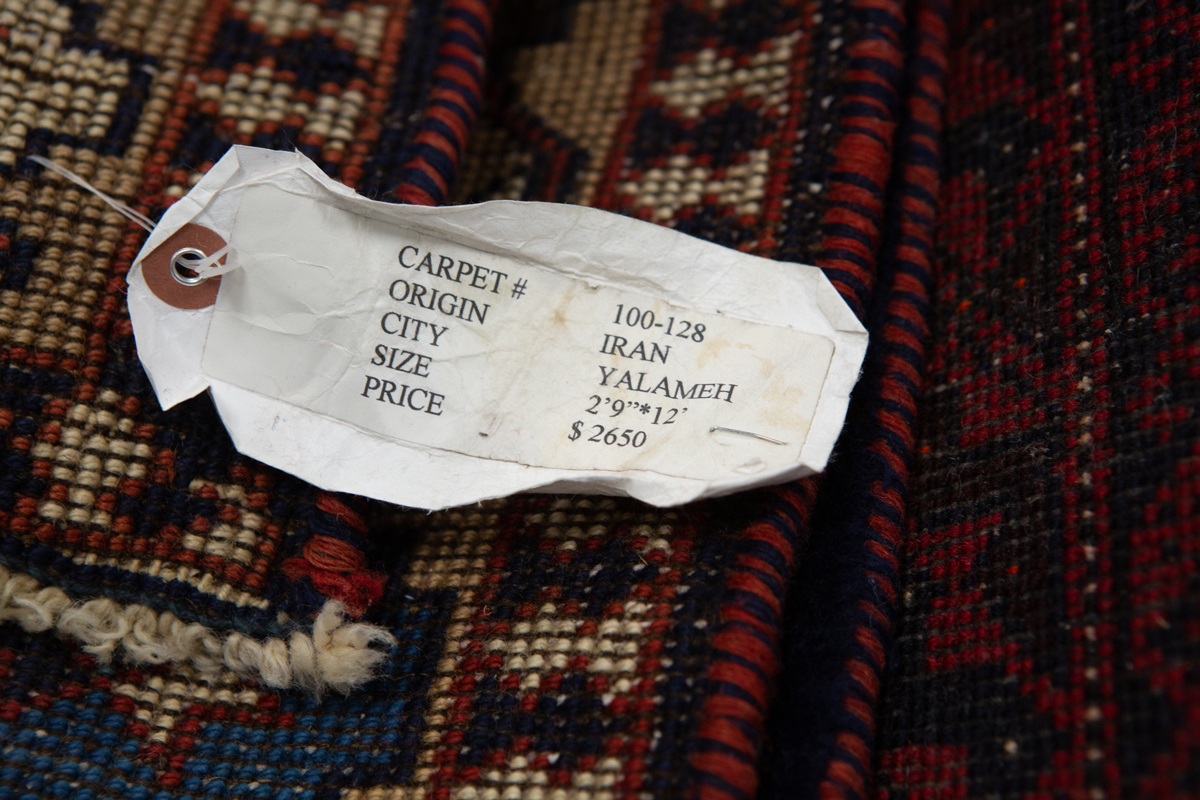 CARPET # 100-128
ORIGIN IRAN
CITY YALAMEH
SIZE 2'9”*12'
PRICE $ 2650